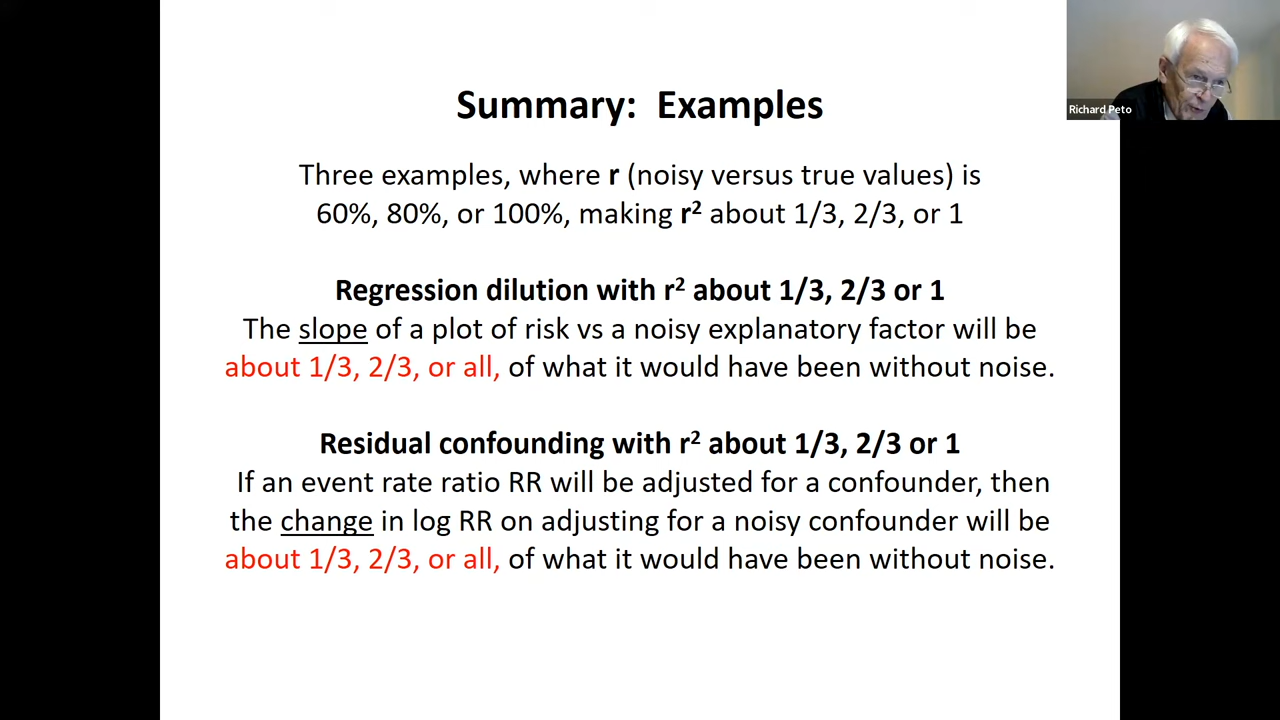 Richard Peto
Summary: Examples
Three examples, where r (noisy versus true values) is
60%, 80%, or 100%, making r² about 1/3, 2/3, or 1
Regression dilution with r² about 1/3, 2/3 or 1
The slope of a plot of risk vs a noisy explanatory factor will be
about 1/3, 2/3, or all, of what it would have been without noise.
Residual confounding with r² about 1/3, 2/3 or 1
If an event rate ratio RR will be adjusted for a confounder, then
the change in log RR on adjusting for a noisy confounder will be
about 1/3, 2/3, or all, of what it would have been without noise.